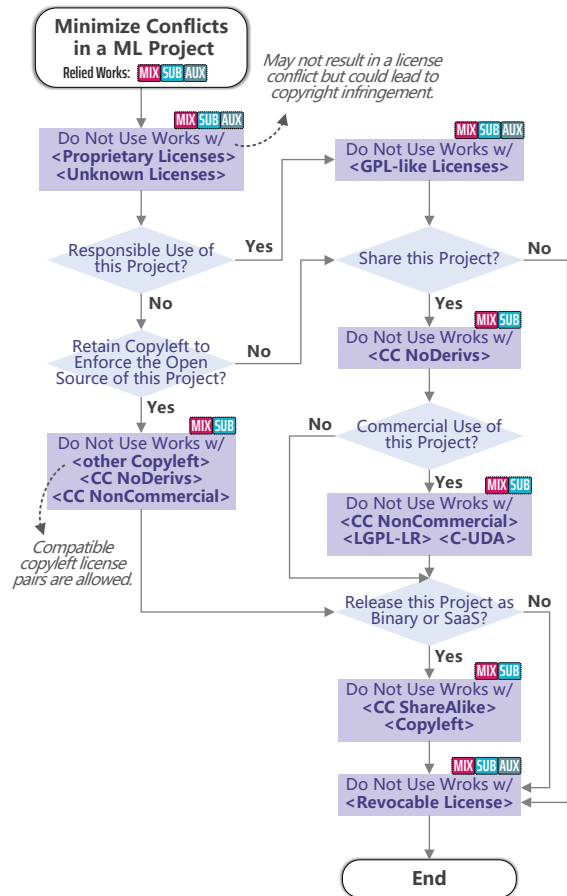 Minimize Conflicts
in a ML Project
Relied Works: MIX SUB AUX
May not result in a license
conflict but could lead to
copyright infringement.
MIX SUB AUX
Do Not Use Works w/
<Proprietary Licenses>
<Unknown Licenses>
MIX SUB AUX
Do Not Use Works w/
<GPL-like Licenses>
Responsible Use of
this Project?
Yes
No
Share this Project?
No
Yes
Retain Copyleft to
Enforce the Open
Source of this Project?
No
Yes
MIX SUB
Do Not Use Wroks w/
<CC NoDerivs>
MIX SUB
Do Not Use Works w/
<other Copyleft>
<CC NoDerivs>
<CC NonCommercial>
Compatible
copyleft license
pairs are allowed.
Commercial Use of
this Project?
No
Yes
MIX SUB
Do Not Use Wroks w/
<CC NonCommercial>
<LGPL-LR> <C-UDA>
Release this Project as
Binary or SaaS?
No
Yes
MIX SUB
Do Not Use Wroks w/
<CC ShareAlike>
<Copyleft>
MIX SUB AUX
Do Not Use Wroks w/
<Revocable License>
End